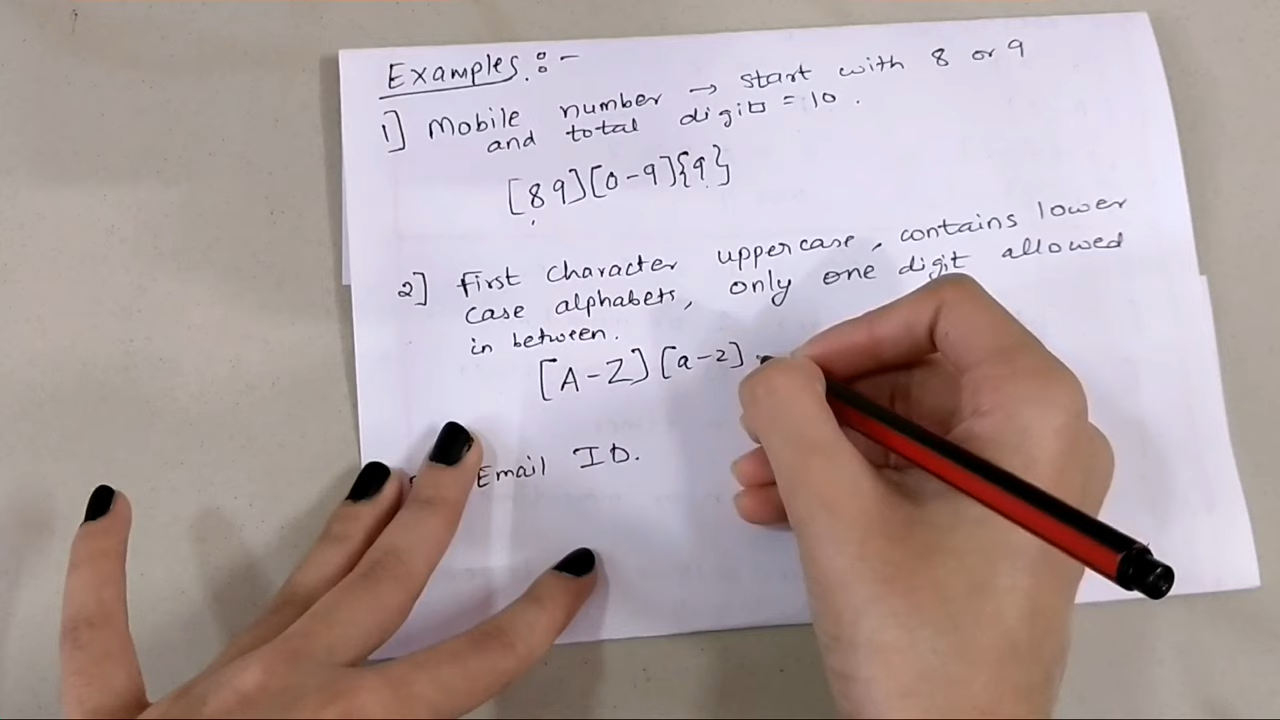 Examples :-
1] Mobile number → start with 8 or 9
and total digits = 10.
[89][0-9]{9}
2] First character uppercase, contains lower
case alphabets, only one digit allowed
in between.
[A-Z][a-z]
Email ID.